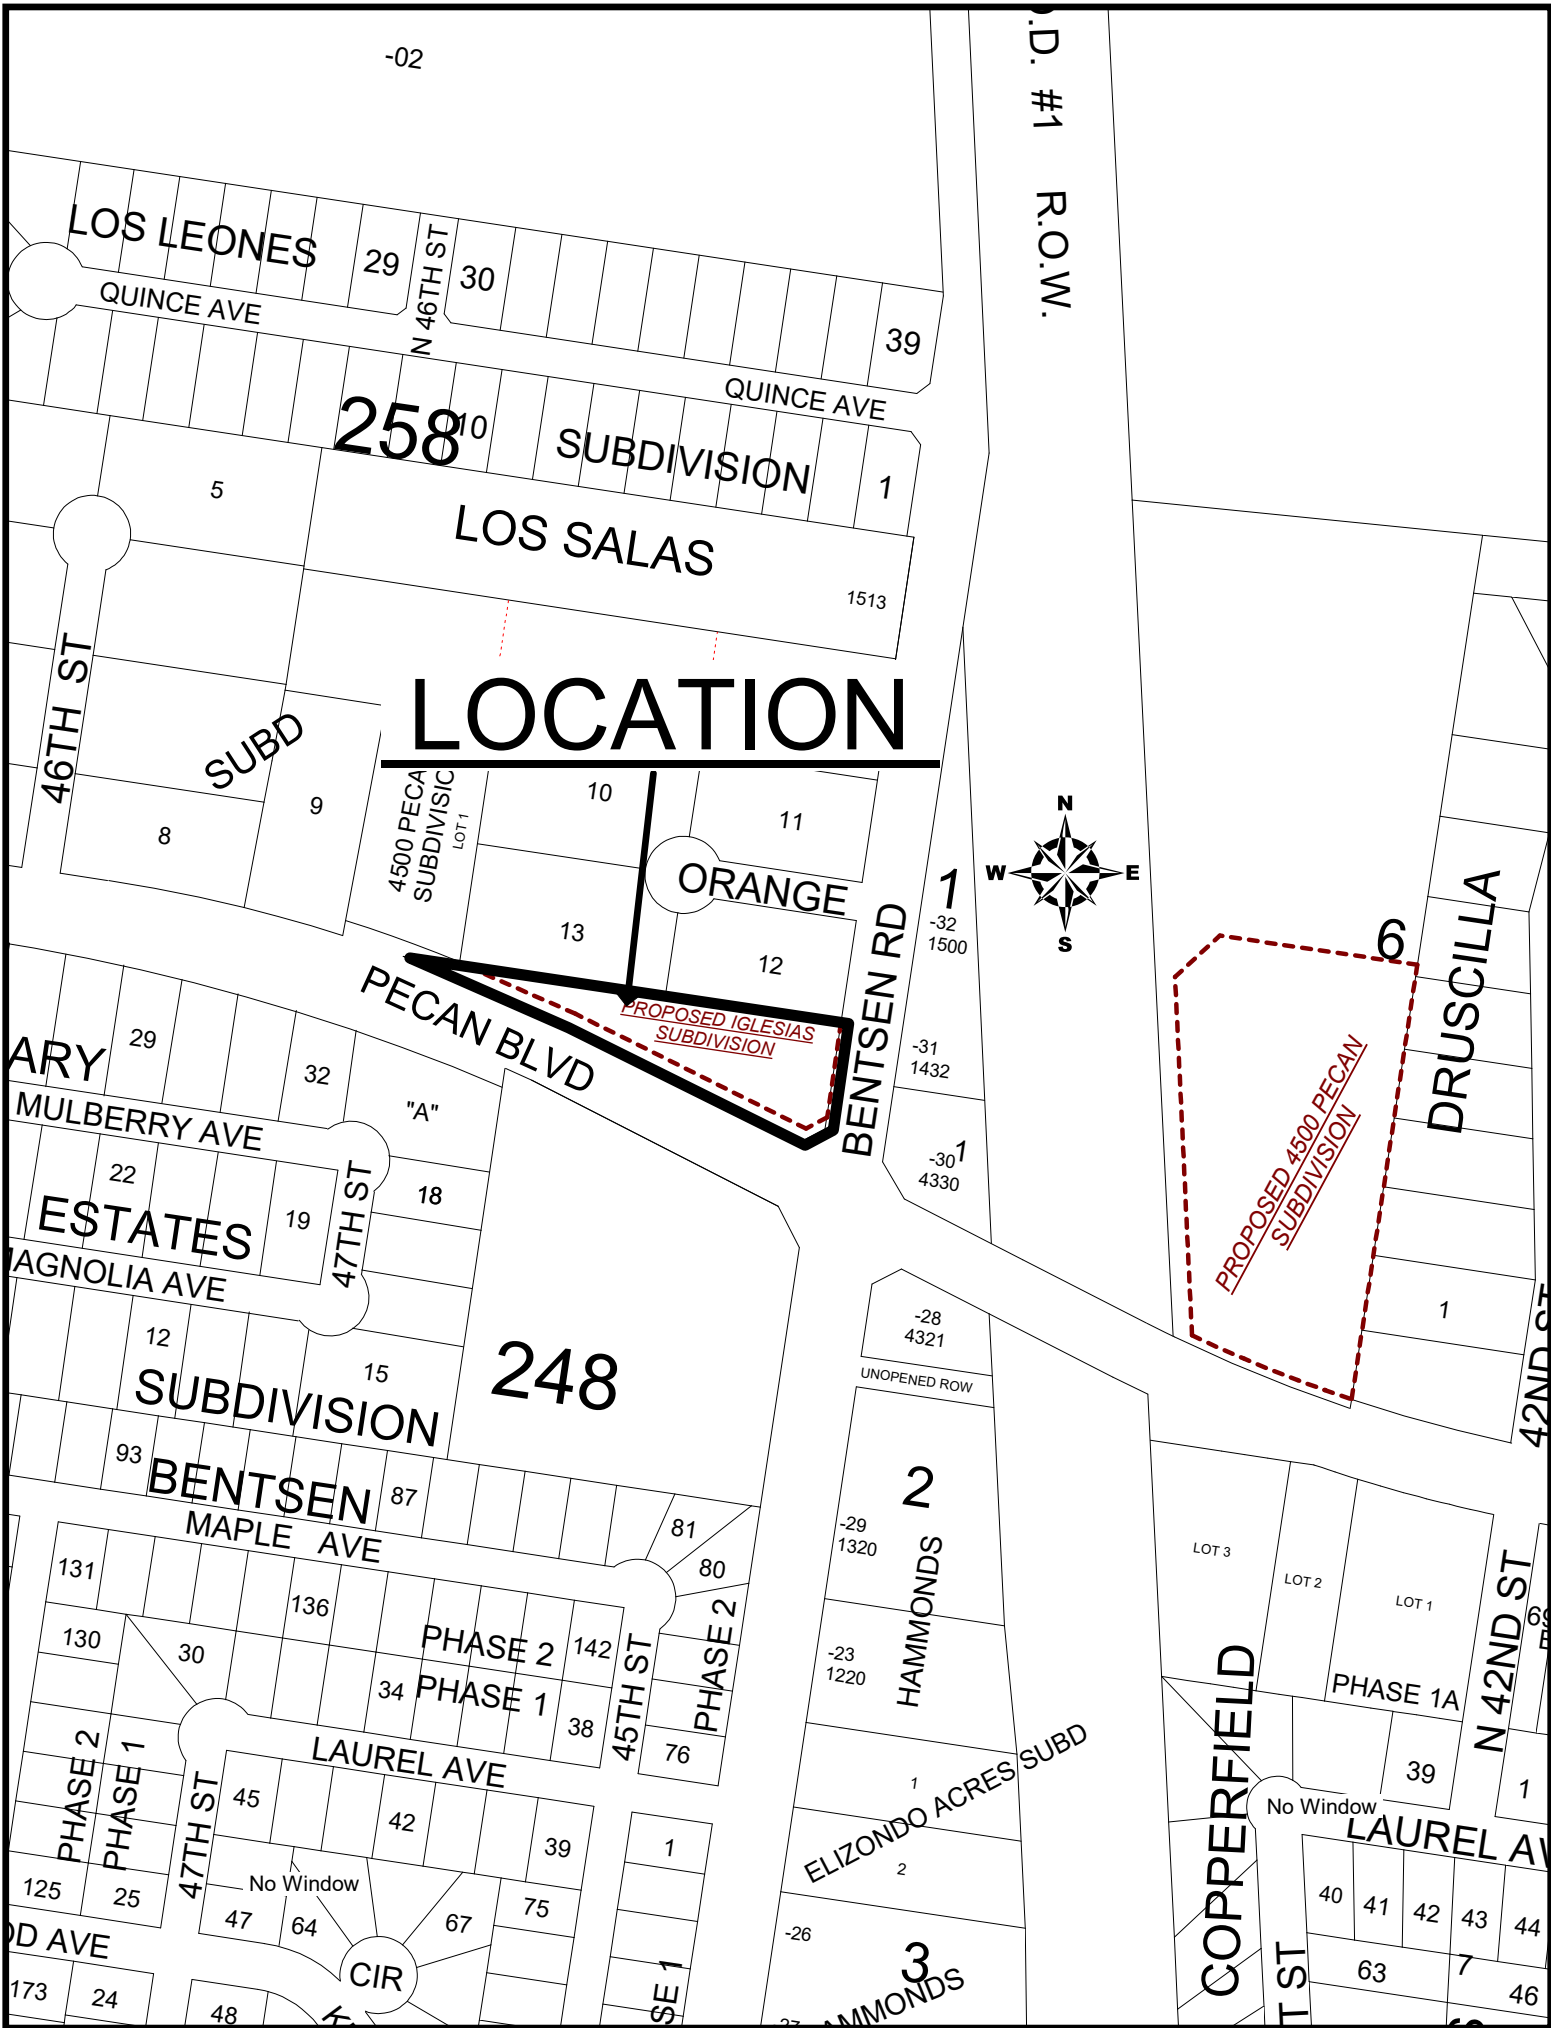 .D. #1 R.O.W.
-02
LOS LEONES
29
N 46TH ST
30
39
QUINCE AVE
QUINCE AVE
258
10
SUBDIVISION
1
5
LOS SALAS
1513
46TH ST
SUBD
LOCATION
9
8
4500 PECA
SUBDIVISIC
LOT 1
10
11
ORANGE
13
12
N
W
E
S
1
-32
1500
BENTSEN RD
6
DRUSCILLA
PECAN BLVD
PROPOSED IGLESIAS
SUBDIVISION
-31
1432
-30
1
4330
PROPOSED 4500 PECAN
SUBDIVISION
1
42ND ST
ARY
29
32
"A"
MULBERRY AVE
22
19
47TH ST
18
ESTATES
AGNOLIA AVE
12
15
SUBDIVISION
248
-28
4321
UNOPENED ROW
93
BENTSEN
87
MAPLE AVE
81
80
2
-29
1320
HAMMONDS
LOT 3
LOT 2
LOT 1
N 42ND ST
69
131
136
142
130
30
PHASE 2
34
PHASE 1
38
45TH ST
PHASE 2
76
-23
1220
PHASE 1A
COPPERFIELD
39
1
PHASE 2
PHASE 1
47TH ST
LAUREL AVE
45
42
39
1
1
ELIZONDO ACRES SUBD
2
No Window
LAUREL AV
125
25
No Window
47
64
67
75
40
41
42
43
44
OD AVE
CIR
-26
3
AMMONDS
63
7
46
173
24
48
SE 1
T ST